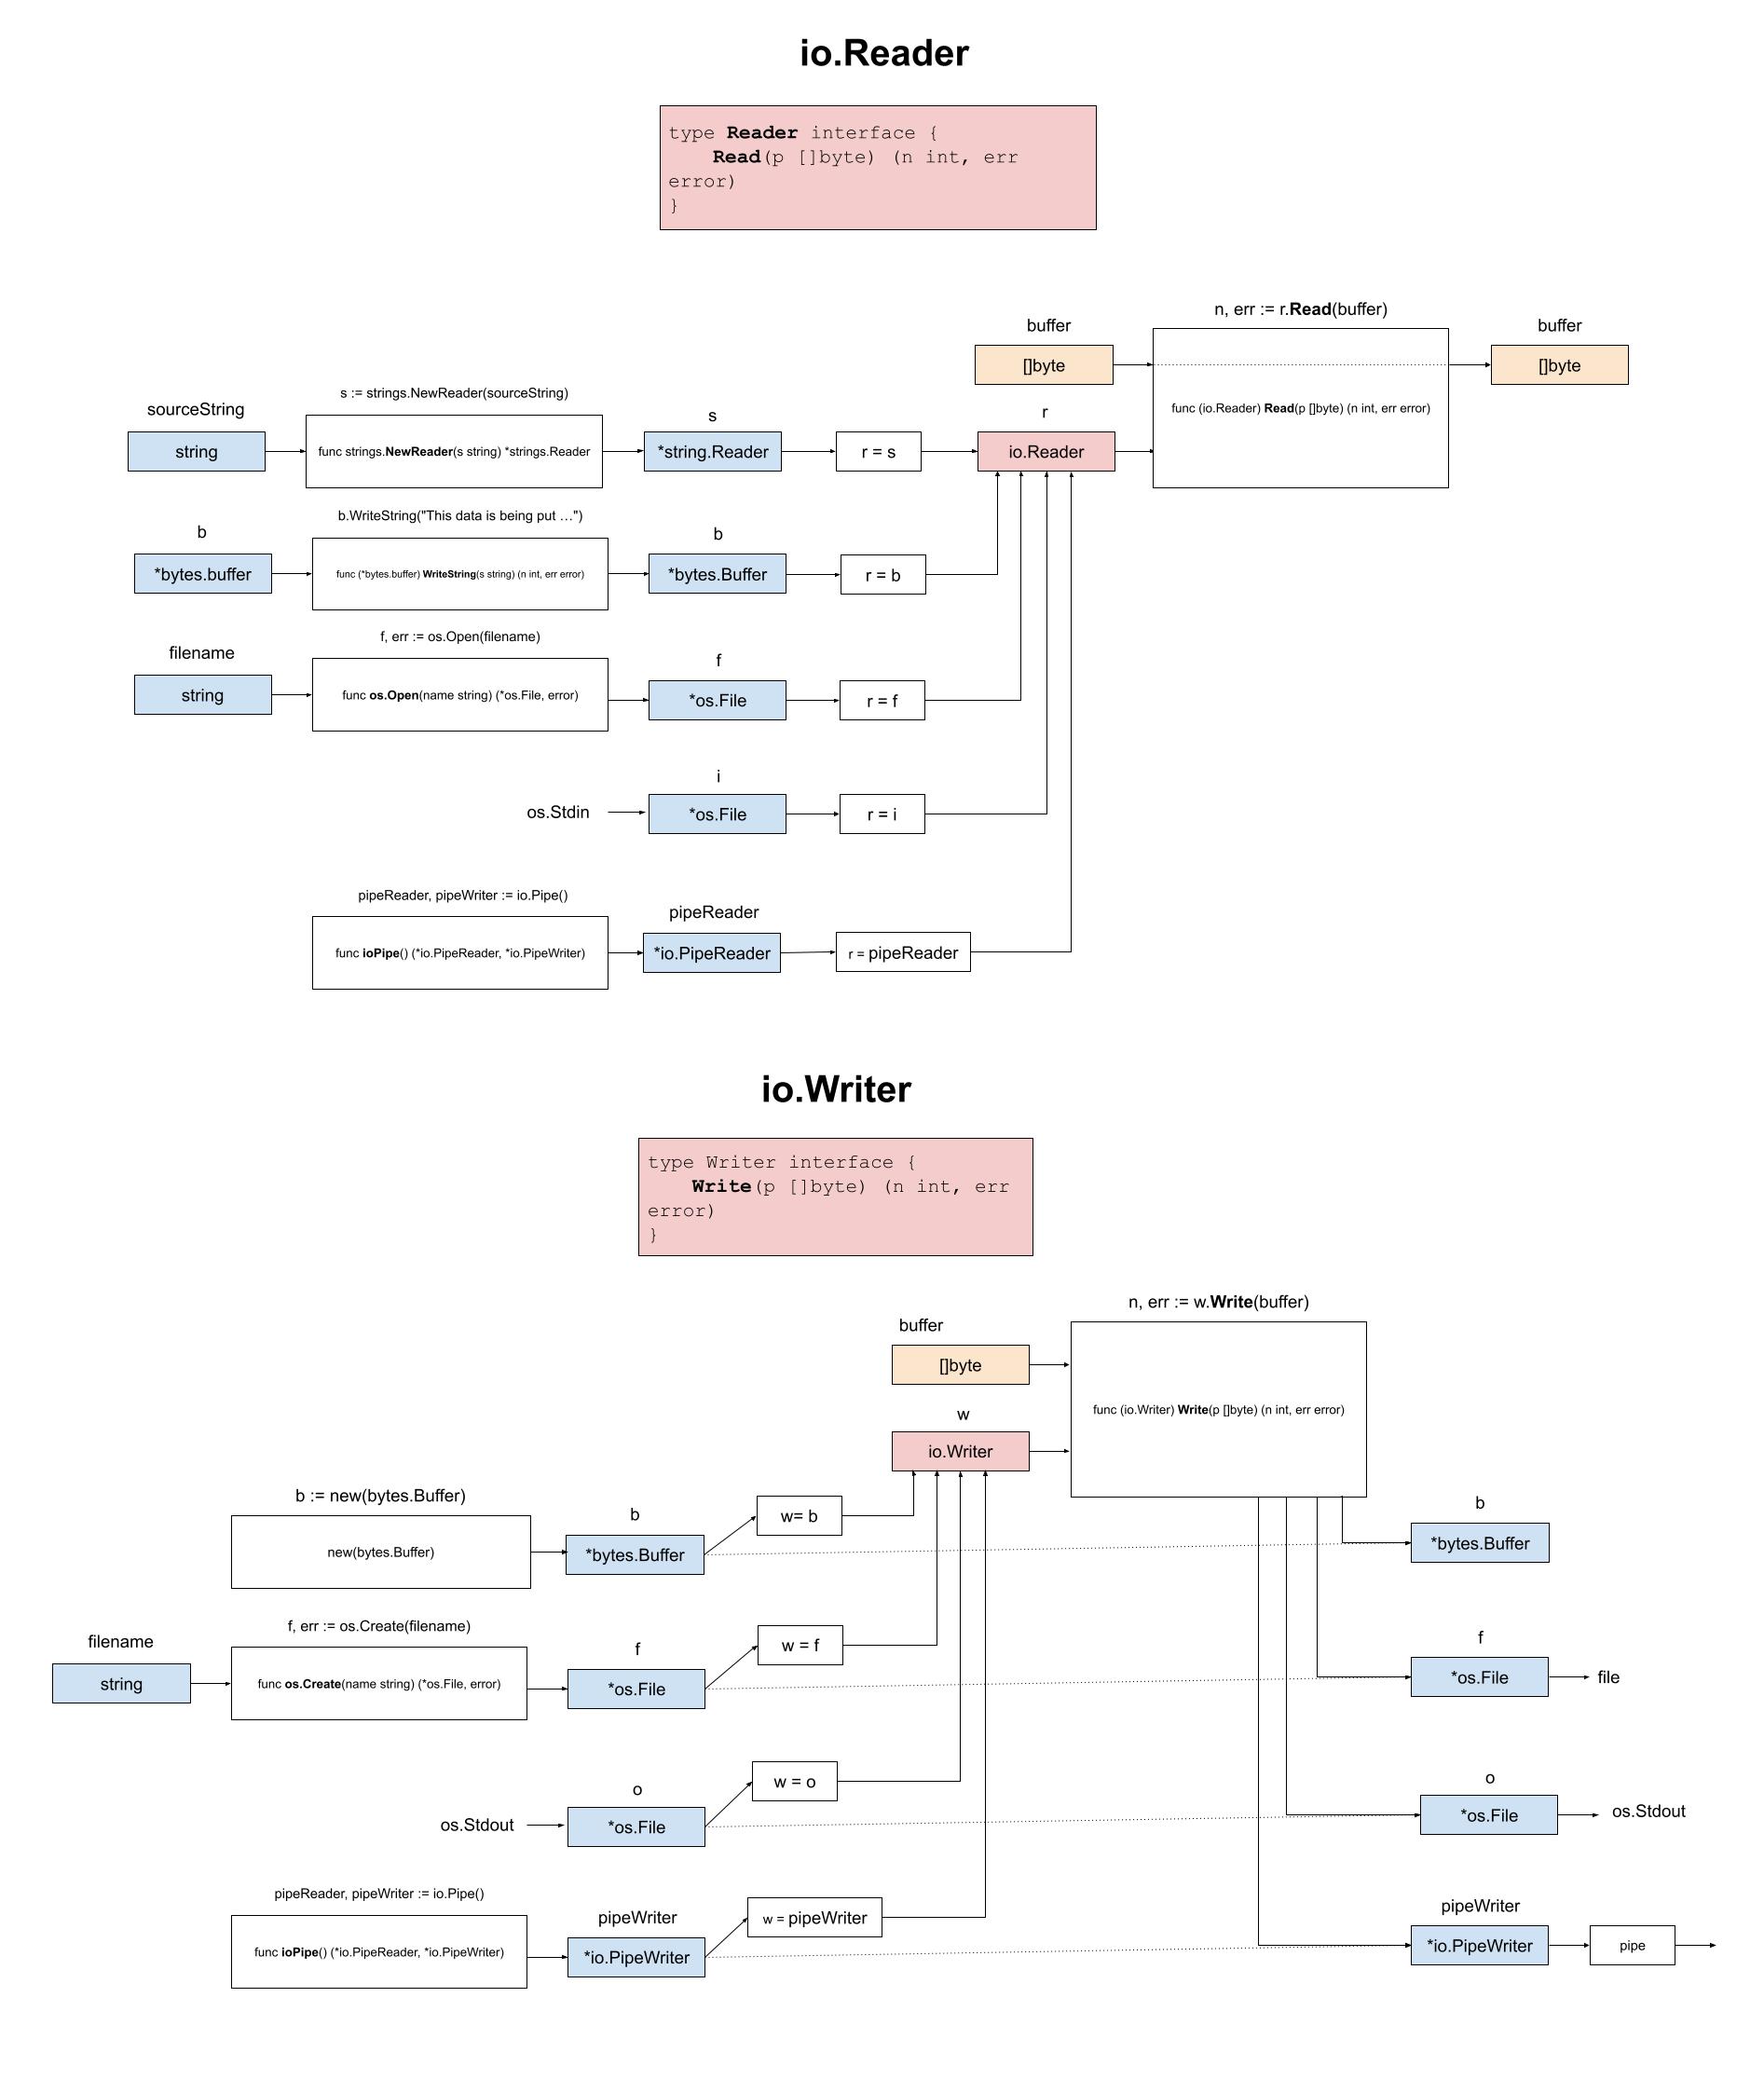 io.Reader
type Reader interface {
    Read(p []byte) (n int, err
error)
}
n, err := r.Read(buffer)
buffer
buffer
[]byte
[]byte
func (io.Reader) Read(p []byte) (n int, err error)
s := strings.NewReader(sourceString)
sourceString
s
r
string
func strings.NewReader(s string) *strings.Reader
*string.Reader
r = s
io.Reader
b.WriteString("This data is being put …")
b
b
*bytes.buffer
func (*bytes.buffer) WriteString(s string) (n int, err error)
*bytes.Buffer
r = b
f, err := os.Open(filename)
filename
f
string
func os.Open(name string) (*os.File, error)
*os.File
r = f
i
os.Stdin
*os.File
r = i
pipeReader, pipeWriter := io.Pipe()
pipeReader
func ioPipe() (*io.PipeReader, *io.PipeWriter)
*io.PipeReader
r = pipeReader
io.Writer
type Writer interface {
    Write(p []byte) (n int, err
error)
}
n, err := w.Write(buffer)
buffer
[]byte
func (io.Writer) Write(p []byte) (n int, err error)
w
io.Writer
b := new(bytes.Buffer)
b
w= b
b
new(bytes.Buffer)
*bytes.Buffer
*bytes.Buffer
f, err := os.Create(filename)
filename
f
w = f
f
string
func os.Create(name string) (*os.File, error)
*os.File
*os.File
file
o
w = o
o
os.Stdout
*os.File
*os.File
os.Stdout
pipeReader, pipeWriter := io.Pipe()
pipeWriter
w = pipeWriter
pipeWriter
func ioPipe() (*io.PipeReader, *io.PipeWriter)
*io.PipeWriter
*io.PipeWriter
pipe